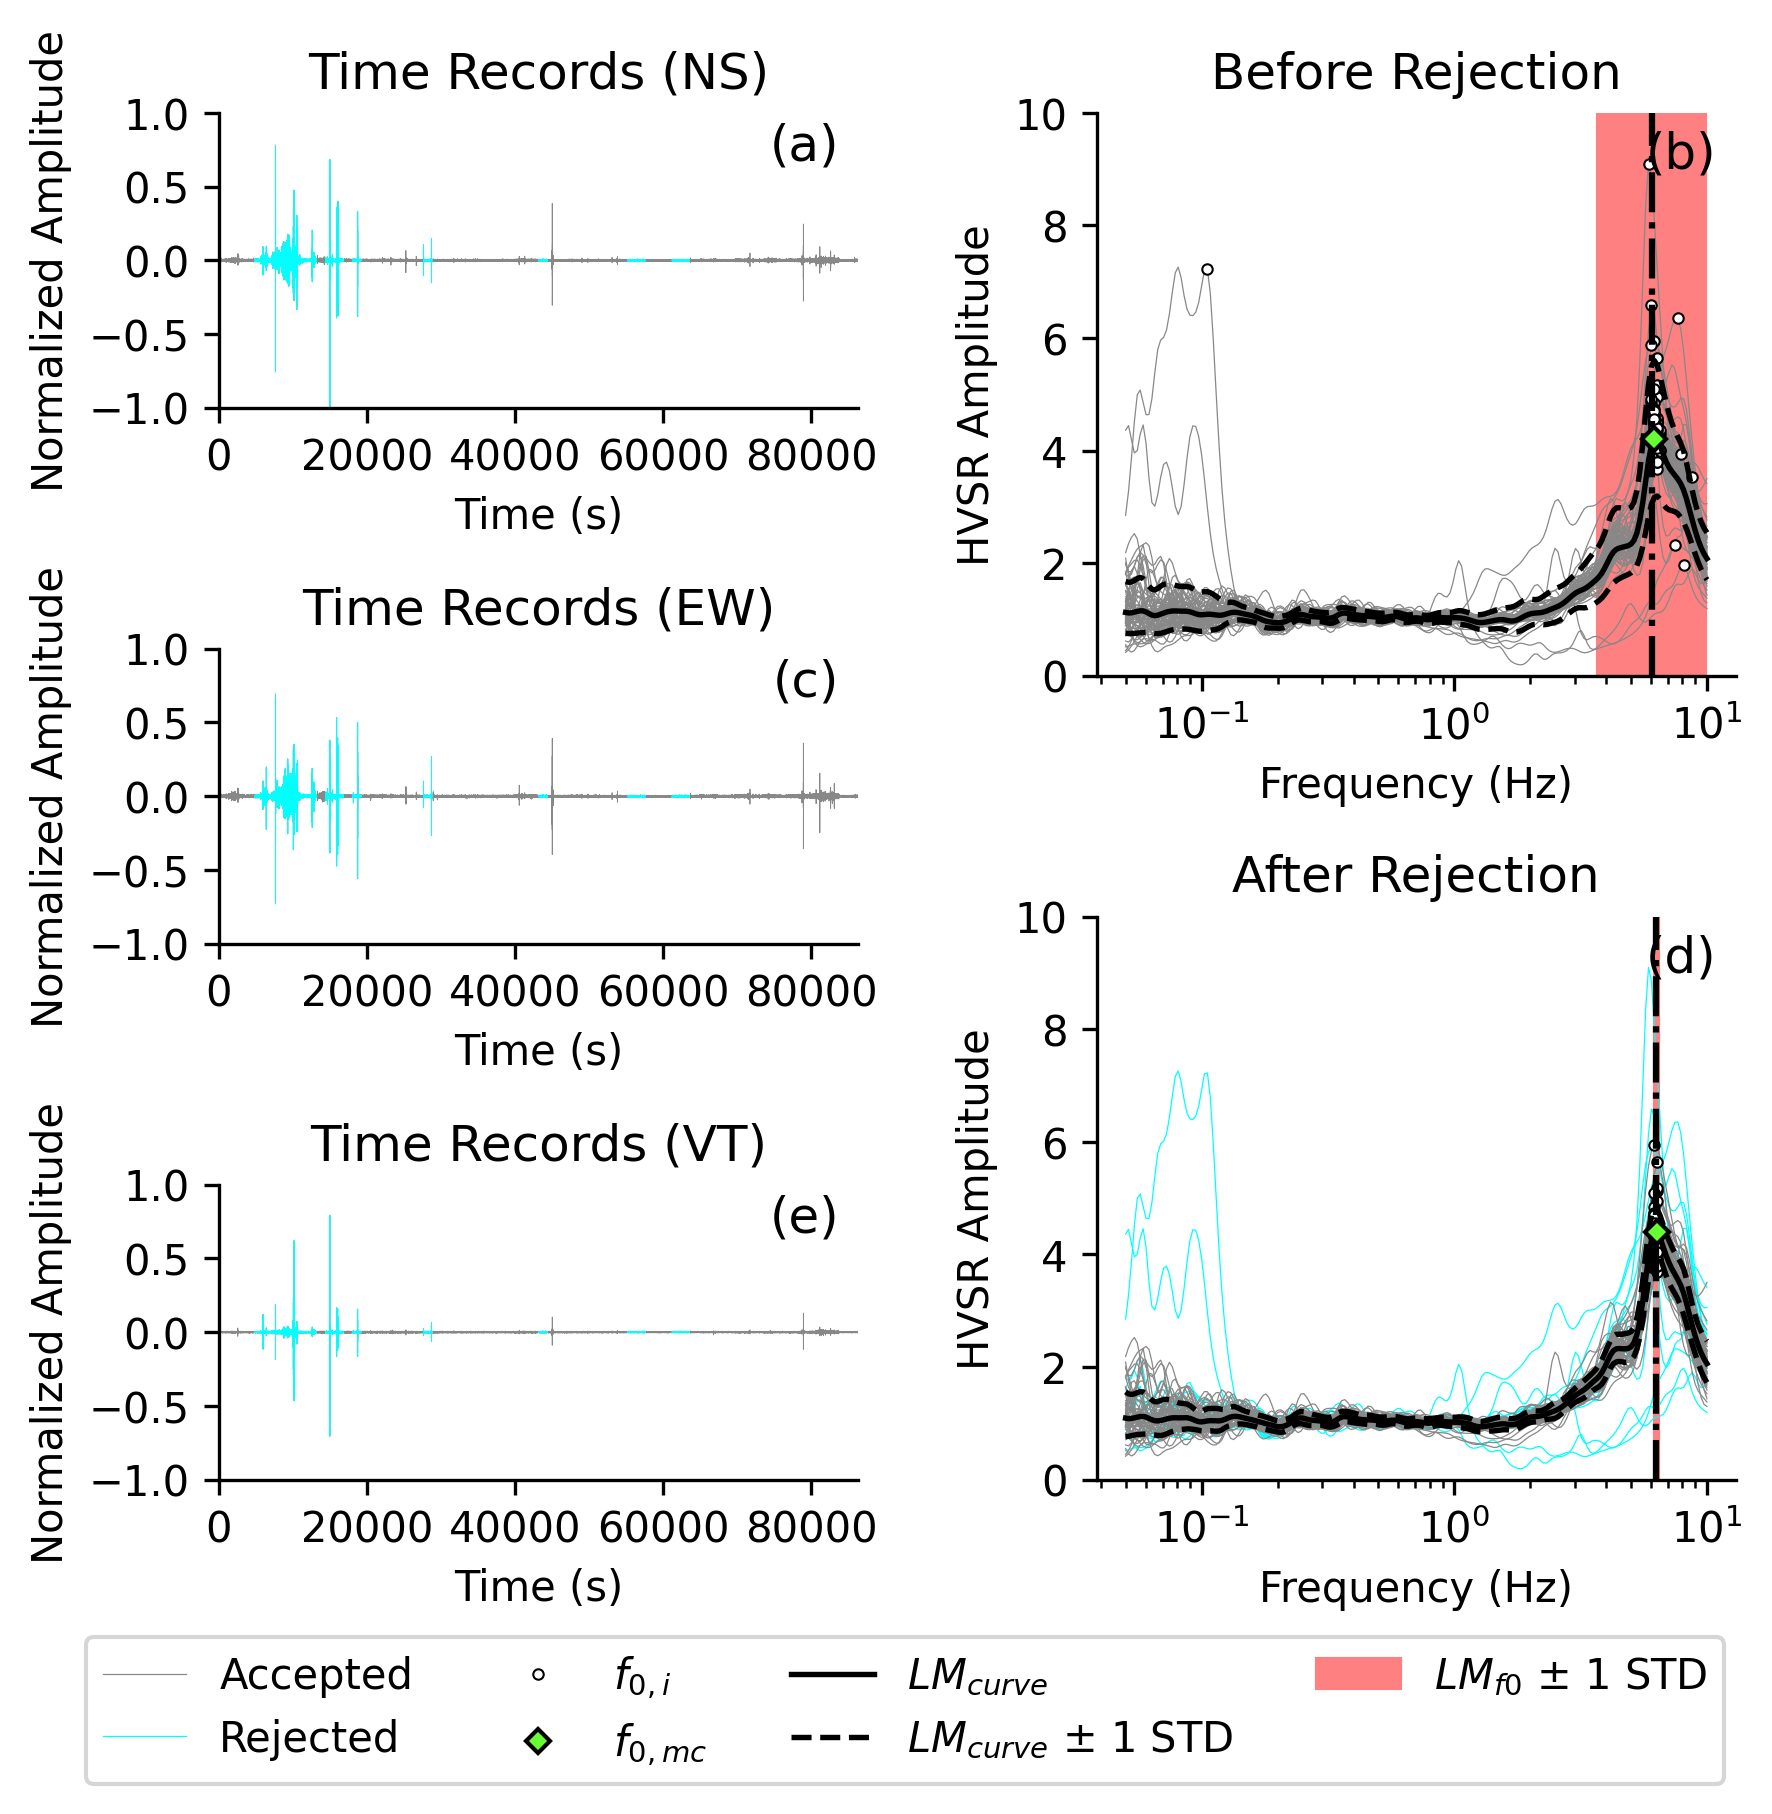 Time Records (NS)
Normalized Amplitude
1.0
0.5
0.0
−0.5
−1.0
(a)
0 20000 40000 60000 80000
Time (s)
Before Rejection
HVSR Amplitude
10
8
6
4
2
0
(b)
10⁻¹ 10⁰ 10¹
Frequency (Hz)
Time Records (EW)
Normalized Amplitude
1.0
0.5
0.0
−0.5
−1.0
(c)
0 20000 40000 60000 80000
Time (s)
After Rejection
HVSR Amplitude
10
8
6
4
2
0
(d)
10⁻¹ 10⁰ 10¹
Frequency (Hz)
Time Records (VT)
Normalized Amplitude
1.0
0.5
0.0
−0.5
−1.0
(e)
0 20000 40000 60000 80000
Time (s)
Accepted
Rejected
f0,i
f0,mc
LMcurve
LMcurve ± 1 STD
LMf0 ± 1 STD